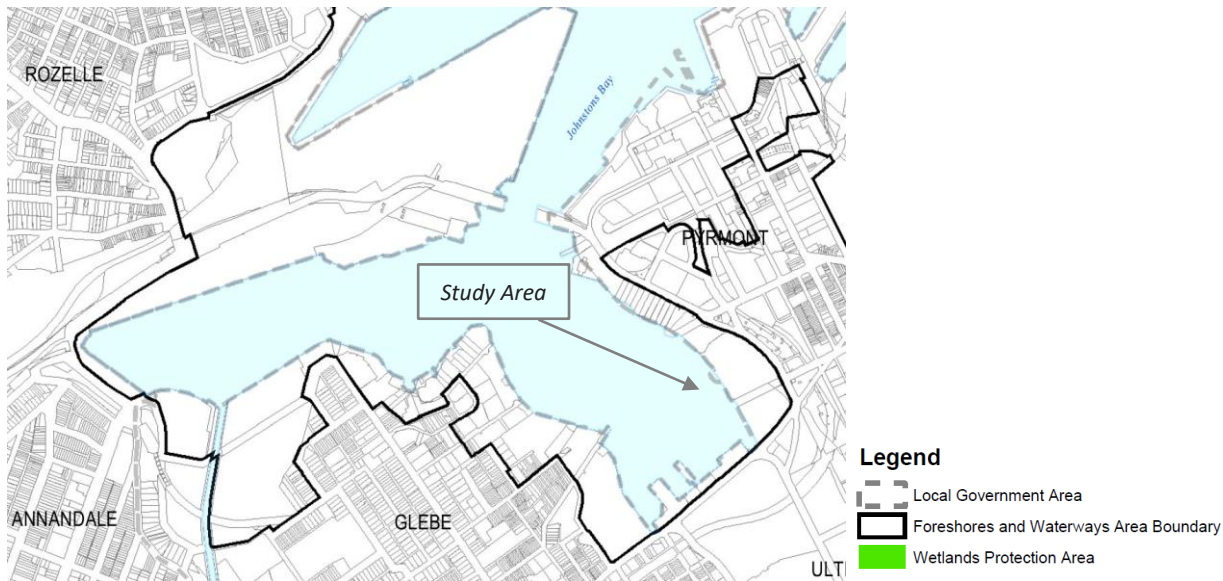 ROZELLE
Johnstons Bay
PYRMONT
Study Area
ANNANDALE
GLEBE
ULTI
Legend
Local Government Area
Foreshores and Waterways Area Boundary
Wetlands Protection Area